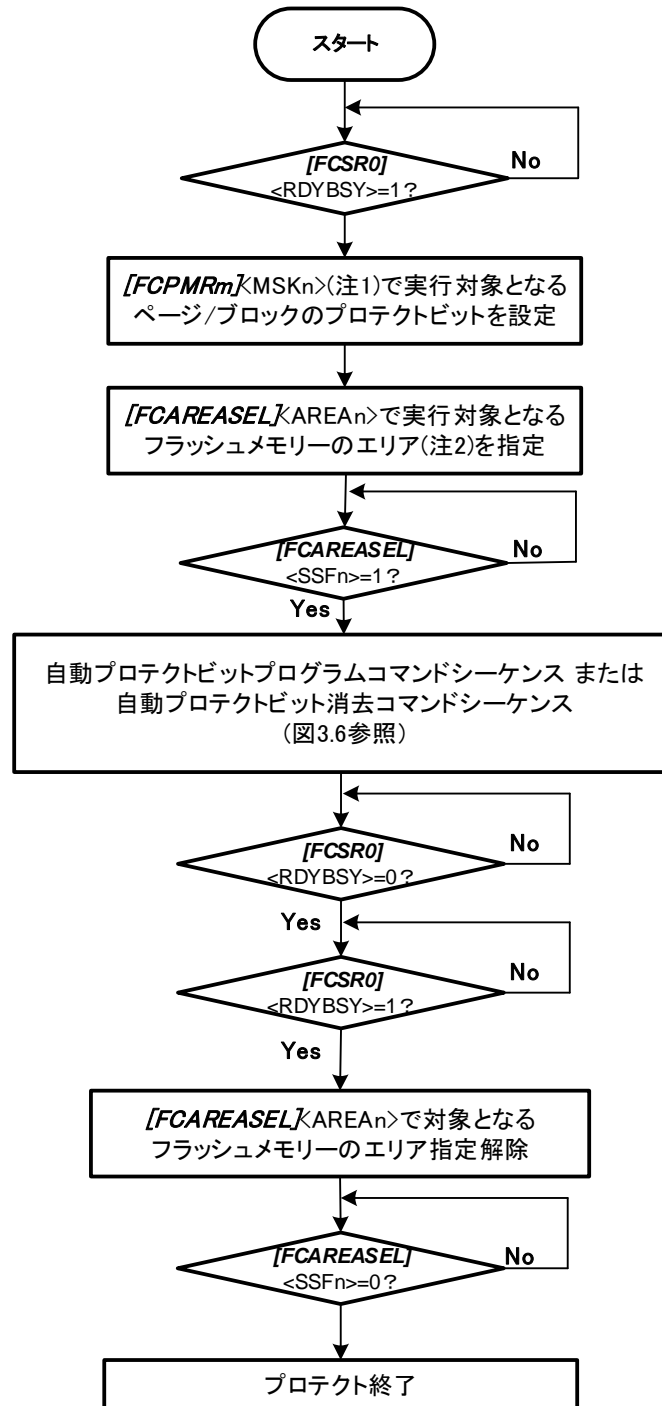 スタート
[FCSR0]
<RDYBSY>=1?
No
[FCPMRm]<MSKn>(注1)で実行対象となる
ページ/ブロックのプロテクトビットを設定
[FCAREASEL]<AREAn>で実行対象となる
フラッシュメモリーのエリア(注2)を指定
[FCAREASEL]
<SSFn>=1?
No
Yes
自動プロテクトビットプログラムコマンドシーケンス または
自動プロテクトビット消去コマンドシーケンス
(図3.6参照)
[FCSR0]
<RDYBSY>=0?
No
Yes
[FCSR0]
<RDYBSY>=1?
No
Yes
[FCAREASEL]<AREAn>で対象となる
フラッシュメモリーのエリア指定解除
[FCAREASEL]
<SSFn>=0?
No
プロテクト終了